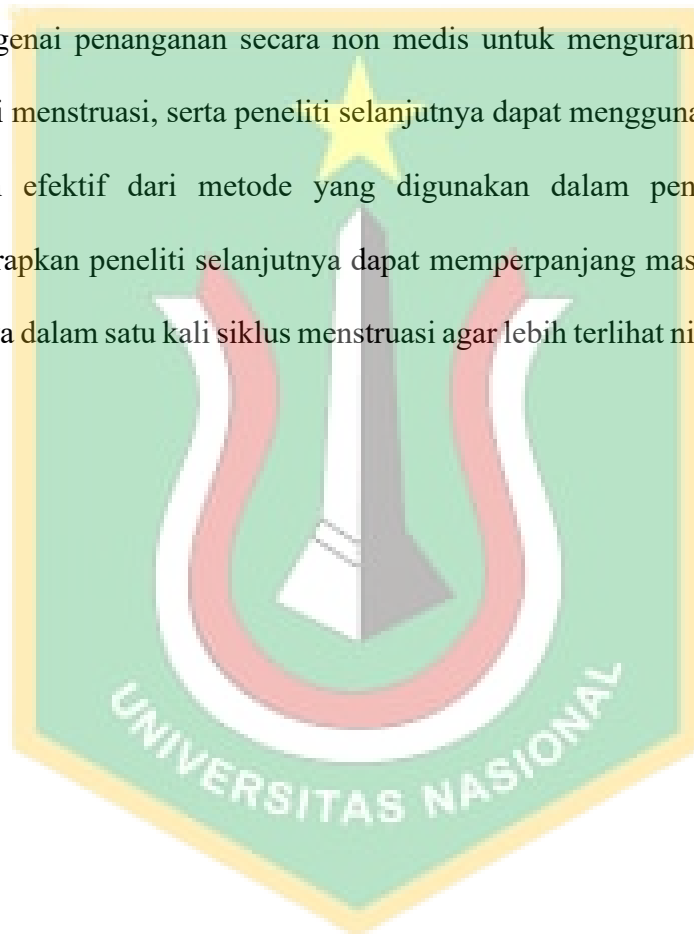 genai penanganan secara non medis untuk menguran
i menstruasi, serta peneliti selanjutnya dapat mengguna
efektif dari metode yang digunakan dalam pen
rapkan peneliti selanjutnya dapat memperpanjang mas
a dalam satu kali siklus menstruasi agar lebih terlihat ni
UNIVERSITAS NASIONAL